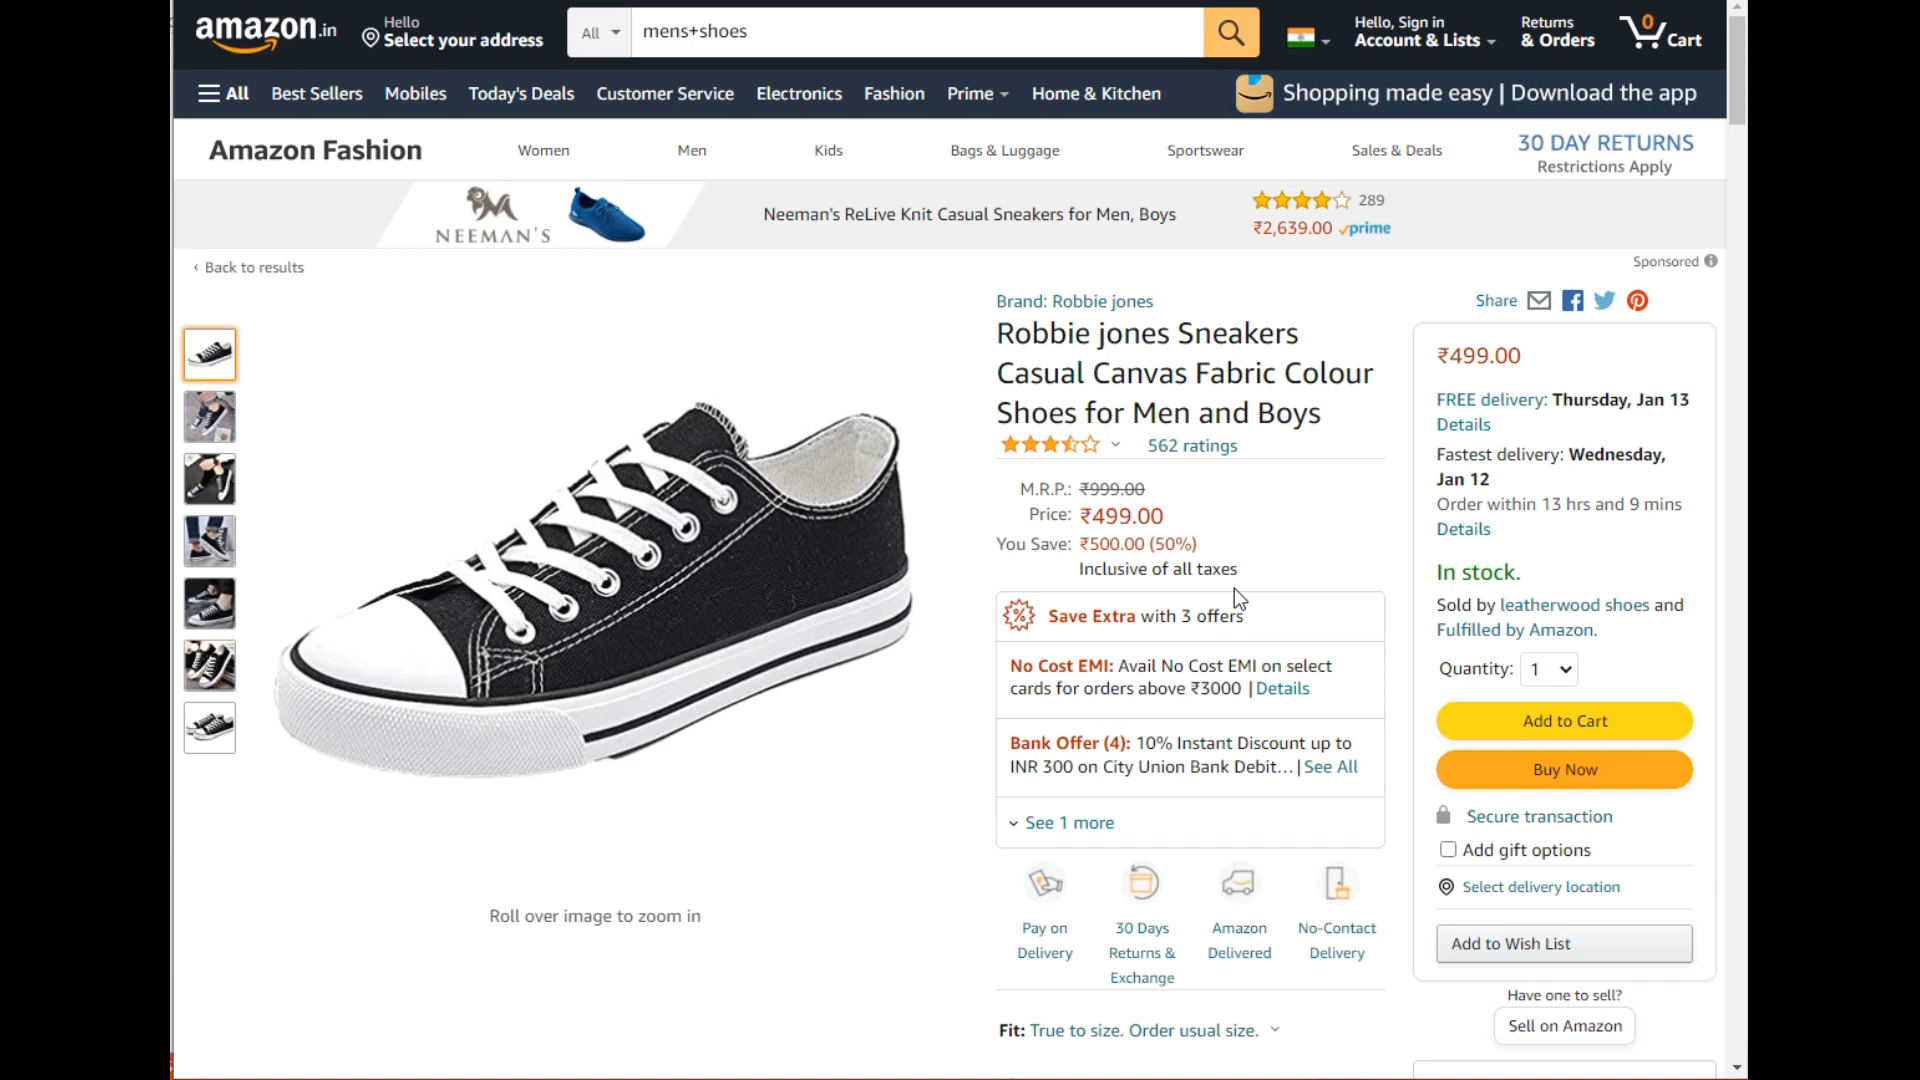 amazon.in
Hello
Select your address
All
mens+shoes
Hello, Sign in
Account & Lists
Returns
& Orders
0
Cart
All
Best Sellers
Mobiles
Today's Deals
Customer Service
Electronics
Fashion
Prime
Home & Kitchen
Shopping made easy | Download the app
Amazon Fashion
Women
Men
Kids
Bags & Luggage
Sportswear
Sales & Deals
30 DAY RETURNS
Restrictions Apply
NEEMAN'S
Neeman's ReLive Knit Casual Sneakers for Men, Boys
289
₹2,639.00 prime
‹ Back to results
Sponsored
Brand: Robbie jones
Robbie jones Sneakers
Casual Canvas Fabric Colour
Shoes for Men and Boys
562 ratings
M.R.P.: ₹999.00
Price: ₹499.00
You Save: ₹500.00 (50%)
Inclusive of all taxes
Save Extra with 3 offers
No Cost EMI: Avail No Cost EMI on select
cards for orders above ₹3000 | Details
Bank Offer (4): 10% Instant Discount up to
INR 300 on City Union Bank Debit... | See All
See 1 more
Pay on
Delivery
30 Days
Returns &
Exchange
Amazon
Delivered
No-Contact
Delivery
Fit: True to size. Order usual size.
Roll over image to zoom in
Share
₹499.00
FREE delivery: Thursday, Jan 13
Details
Fastest delivery: Wednesday,
Jan 12
Order within 13 hrs and 9 mins
Details
In stock.
Sold by leatherwood shoes and
Fulfilled by Amazon.
Quantity: 1
Add to Cart
Buy Now
Secure transaction
Add gift options
Select delivery location
Add to Wish List
Have one to sell?
Sell on Amazon